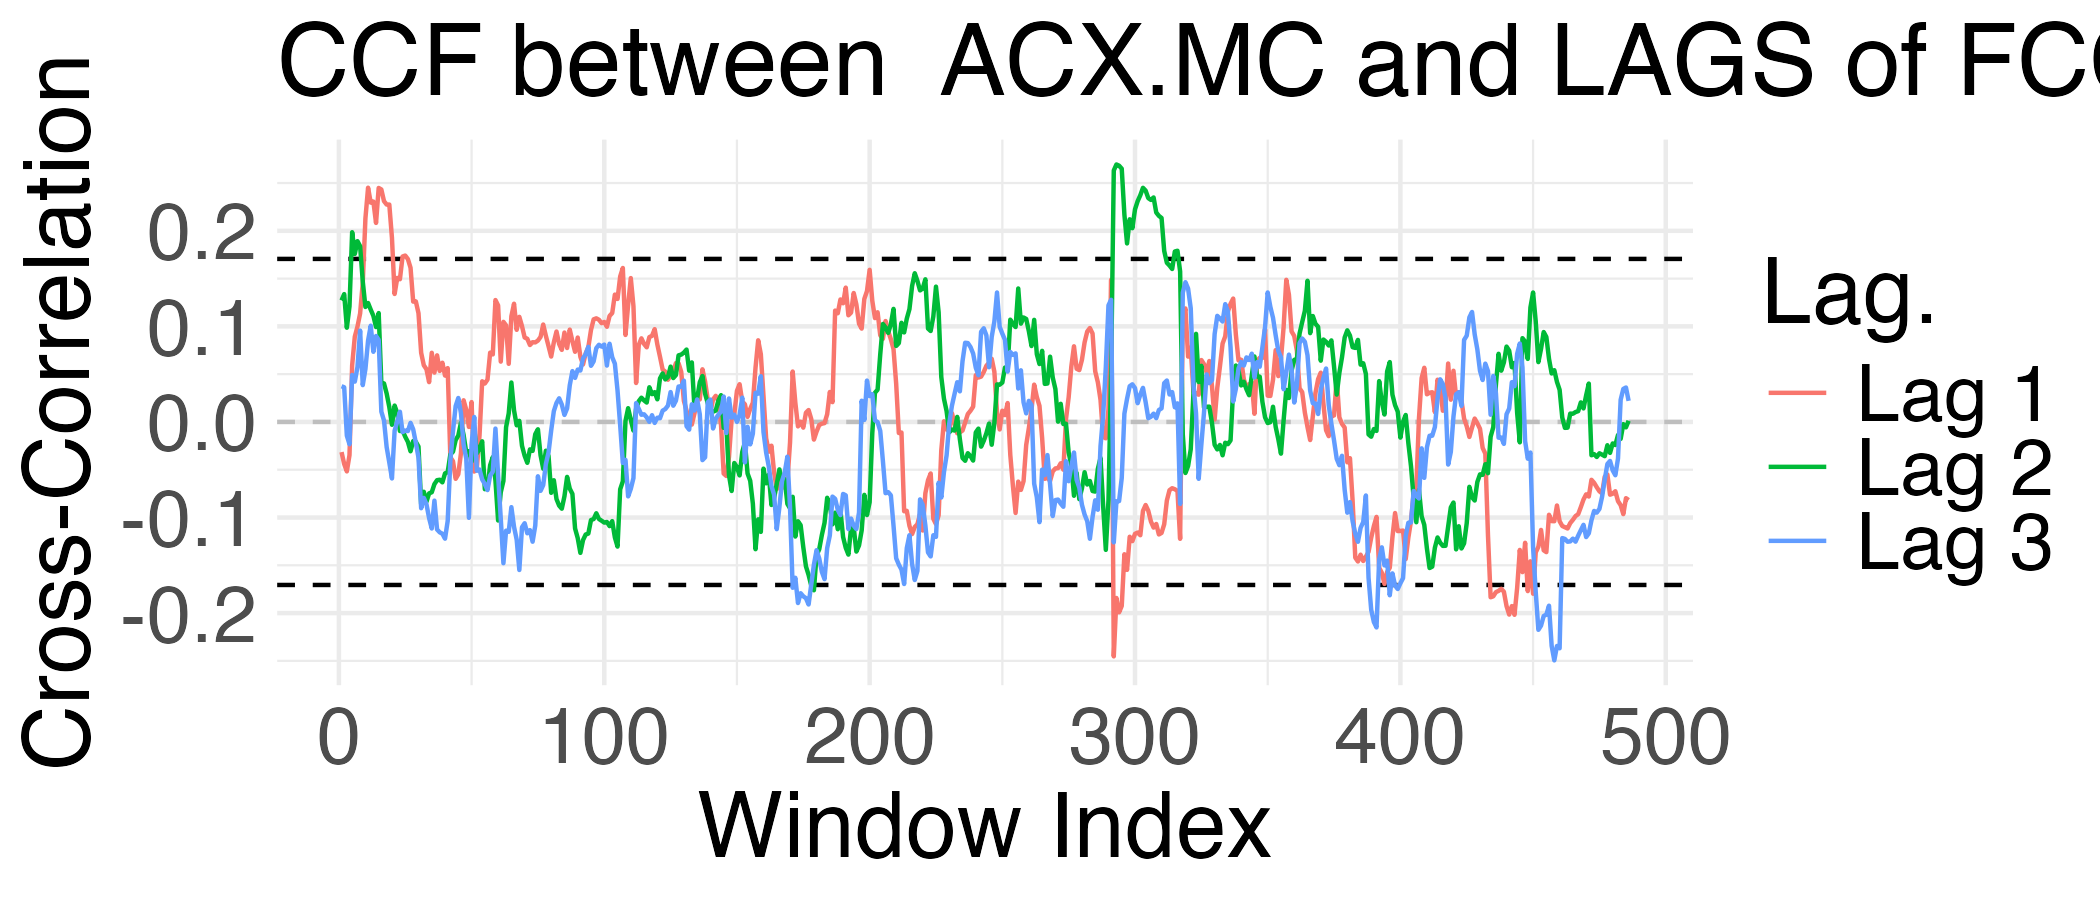 CCF between  ACX.MC and LAGS of FC
Cross-Correlation
0.2
0.1
0.0
-0.1
-0.2
0 100 200 300 400 500
Window Index
Lag.
Lag 1
Lag 2
Lag 3